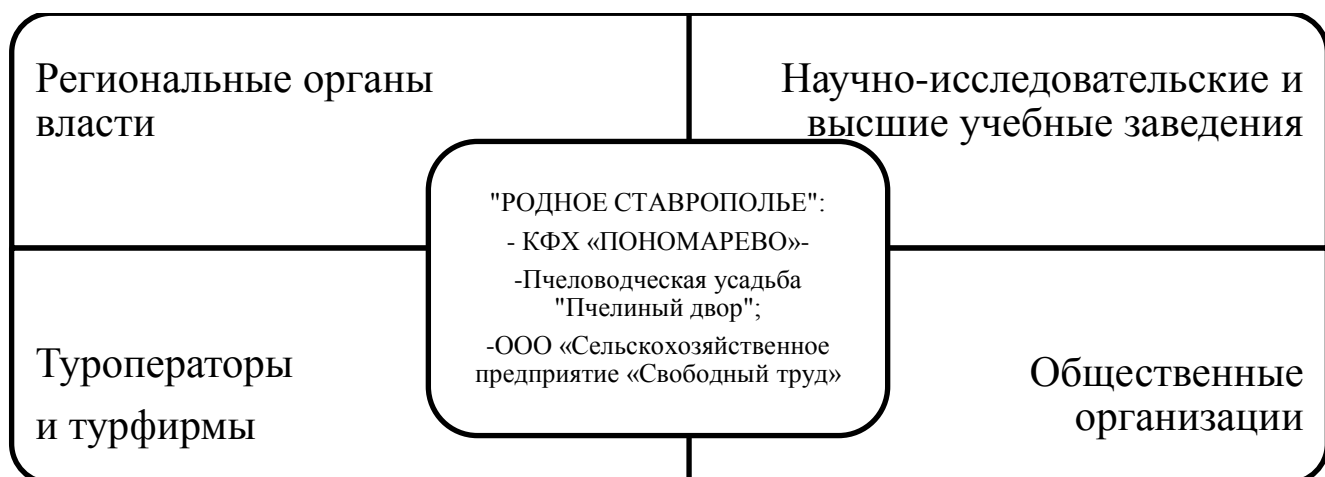 Региональные органы
власти
Научно-исследовательские и
высшие учебные заведения
"РОДНОЕ СТАВРОПОЛЬЕ":
- КФХ «ПОНОМАРЕВО»-
-Пчеловодческая усадьба
"Пчелиный двор";
-ООО «Сельскохозяйственное
предприятие «Свободный труд»
Туроператоры
и турфирмы
Общественные
организации